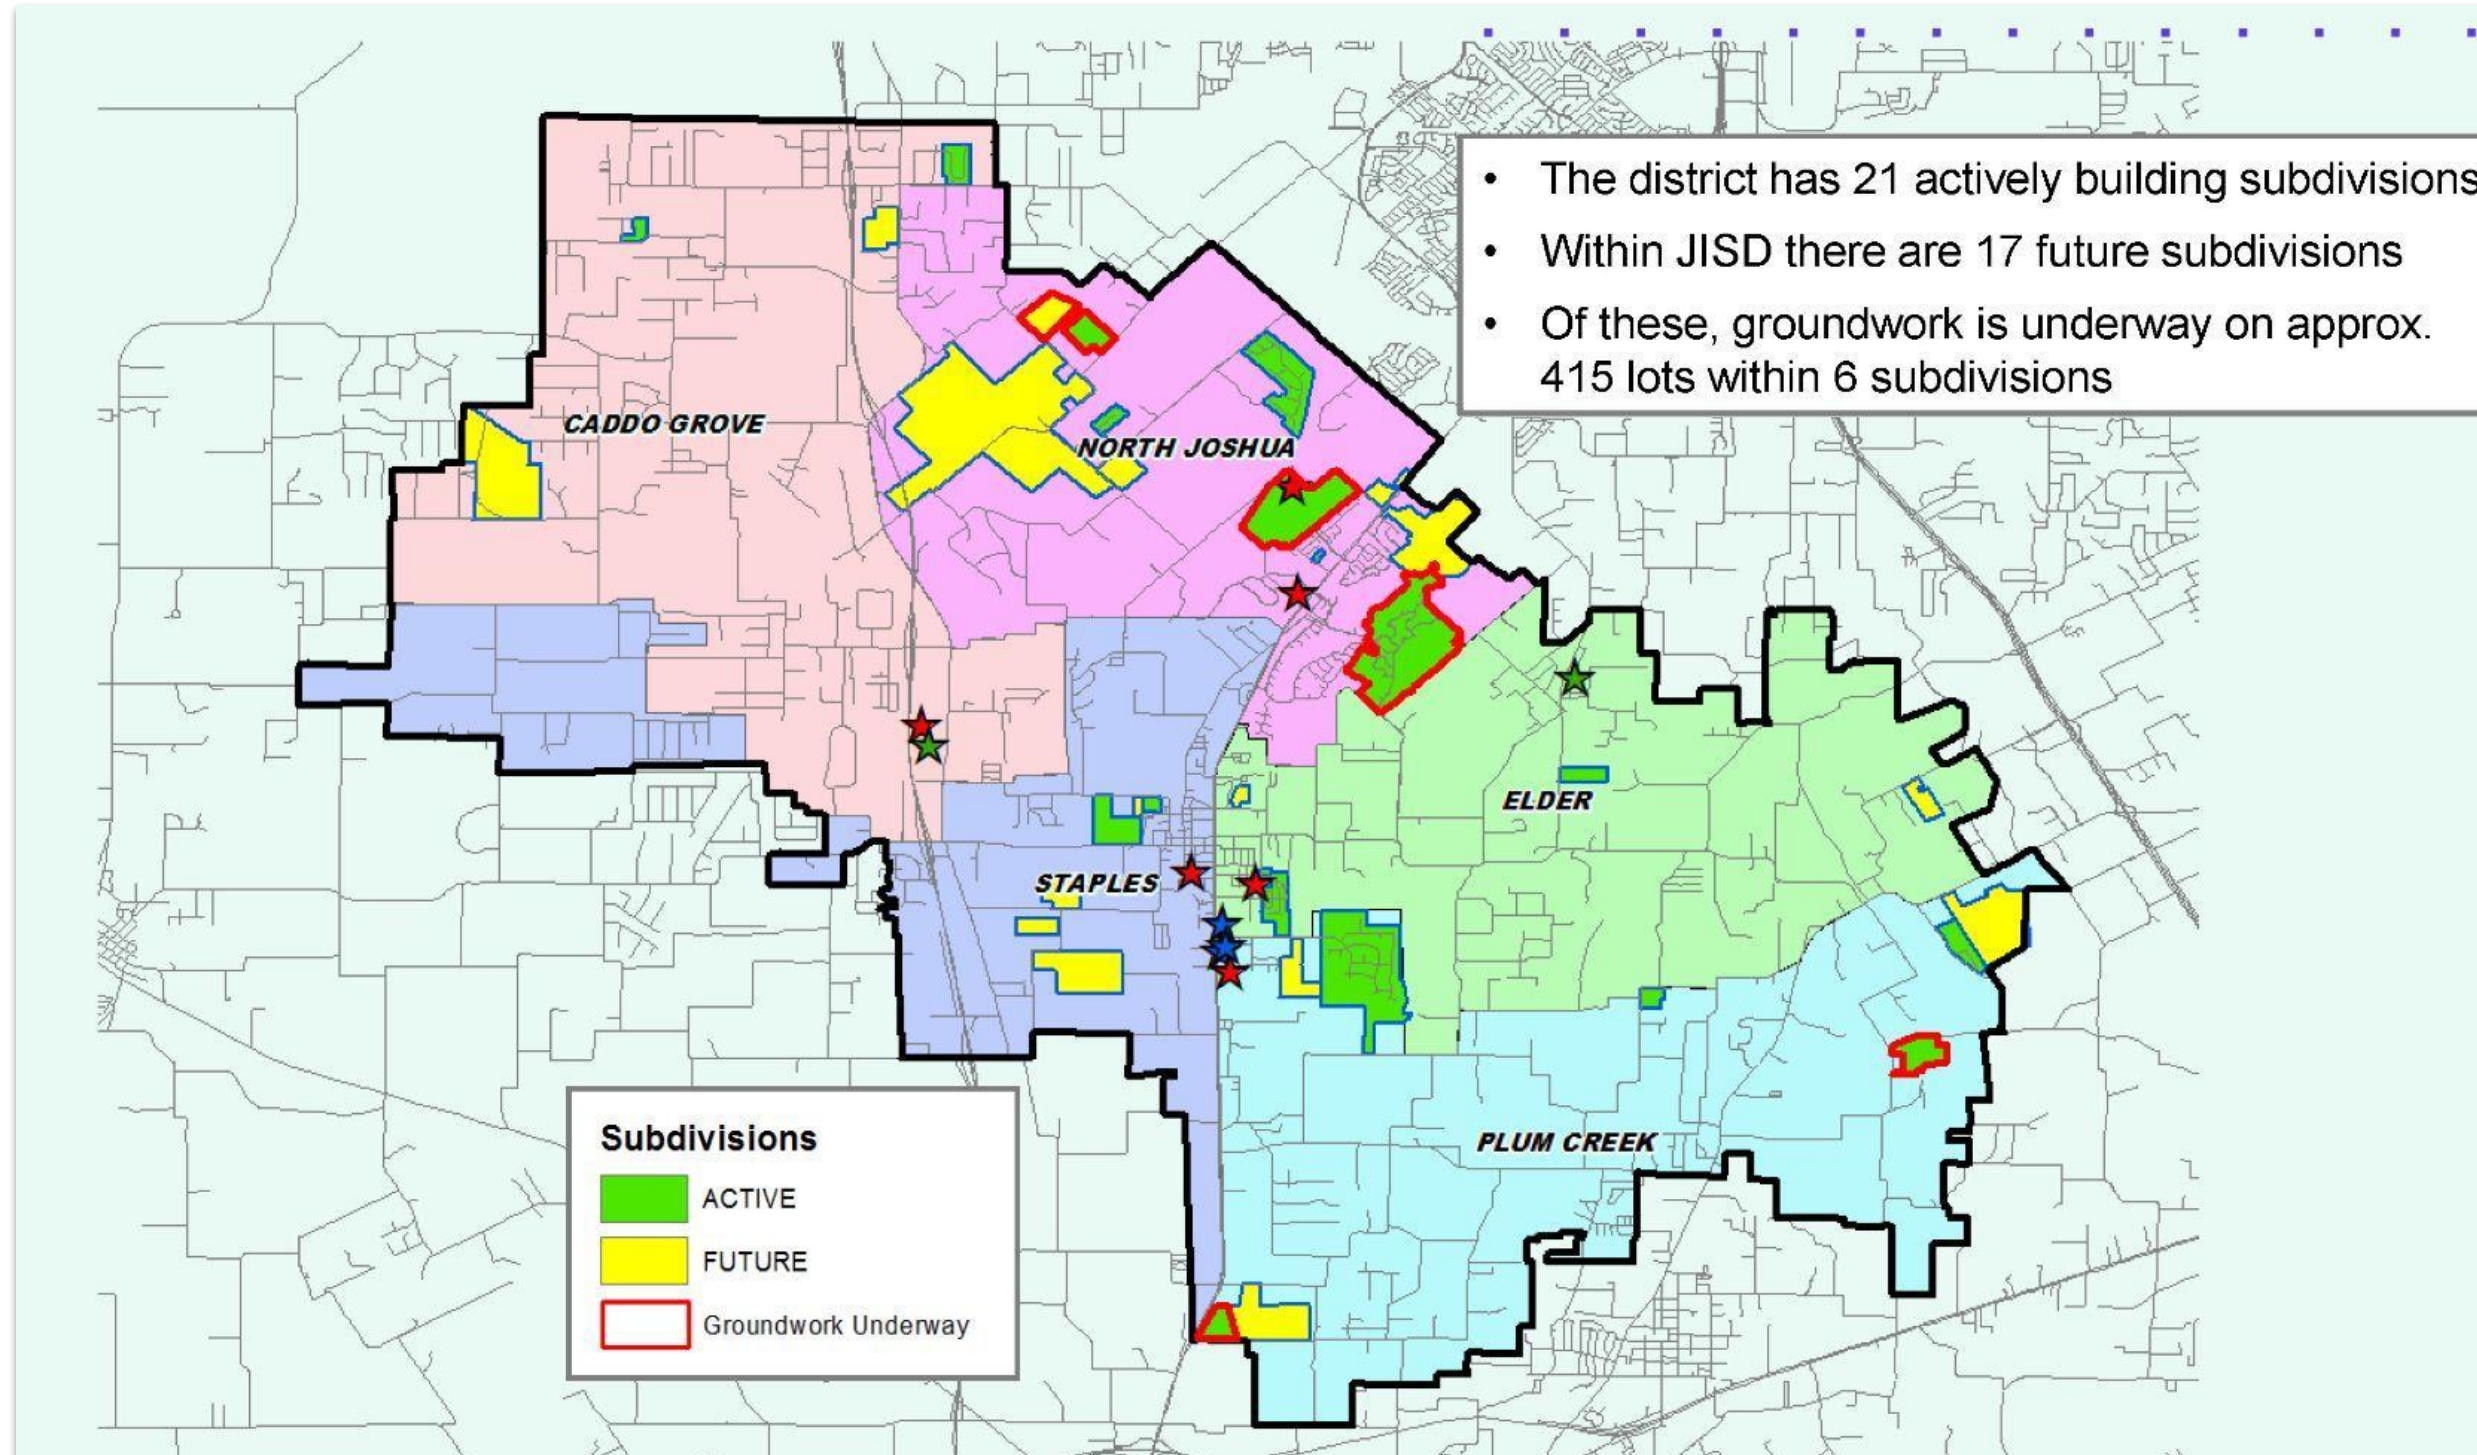 • The district has 21 actively building subdivisions
• Within JISD there are 17 future subdivisions
• Of these, groundwork is underway on approx.
415 lots within 6 subdivisions
CADDO GROVE
NORTH JOSHUA
ELDER
STAPLES
PLUM CREEK
Subdivisions
ACTIVE
FUTURE
Groundwork Underway